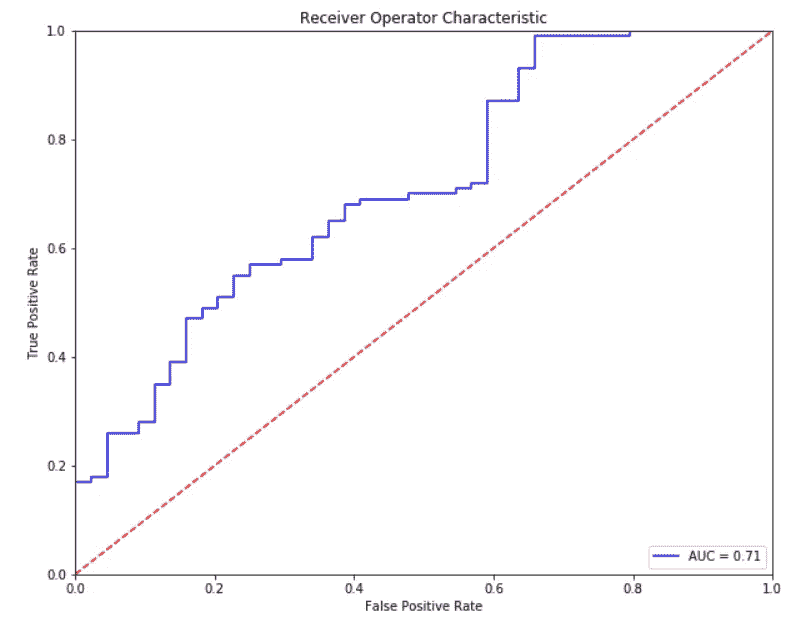 Receiver Operator Characteristic
1.0
0.8
True Positive Rate
0.6
0.4
0.2
0.0
AUC = 0.71
0.0 0.2 0.4 0.6 0.8 1.0
False Positive Rate